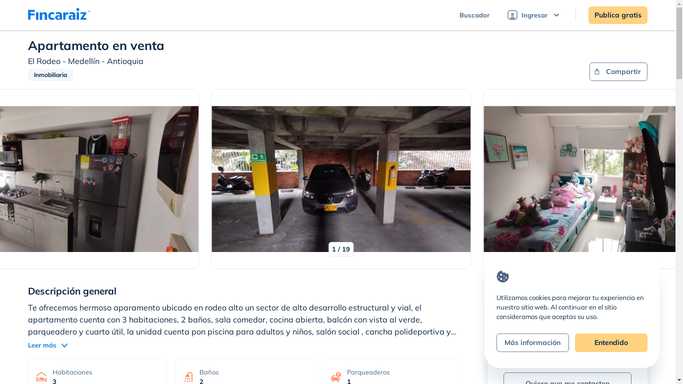 Fincaraiz
Buscador
Ingresar
Publica gratis
Apartamento en venta
El Rodeo - Medellín - Antioquia
Inmobiliaria
Compartir
1 / 19
Descripción general
Te ofrecemos hermoso aparamento ubicado en rodeo alto un sector de alto desarrollo estructural y vial, el
apartamento cuenta con 3 habitaciones, 2 baños, sala comedor, cocina abierta, balcón con vista al verde,
parqueadero y cuarto útil, la unidad cuenta pon piscina para adultos y niños, salón social , cancha polideportiva y...
Leer más
Habitaciones
3
Baños
2
Parqueaderos
1
Utilizamos cookies para mejorar tu experiencia en
nuestro sitio web. Al continuar en el sitio
consideramos que aceptas su uso.
Más información
Entendido
Quiero que me contacten